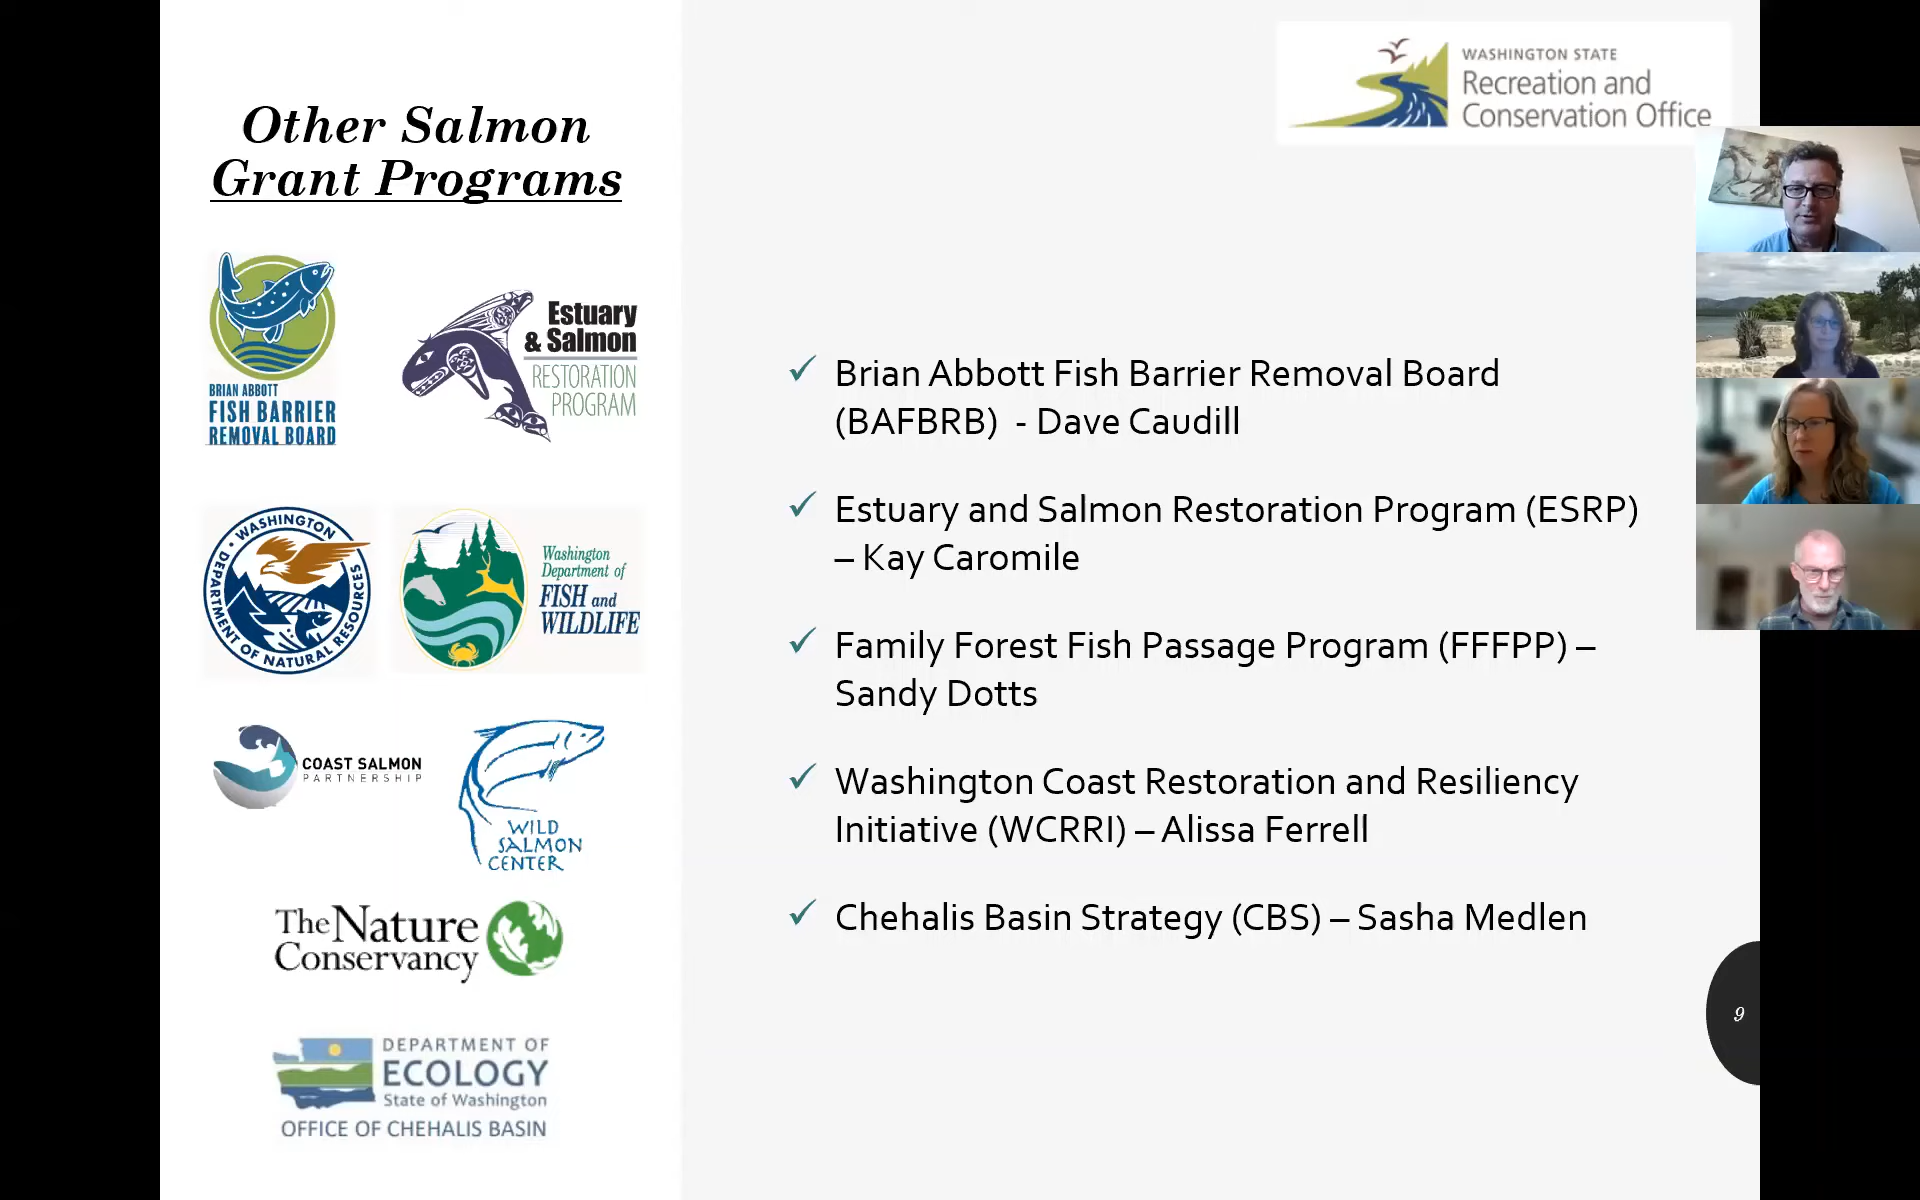 Other Salmon
Grant Programs
WASHINGTON STATE
Recreation and
Conservation Office
BRIAN ABBOTT
FISH BARRIER
REMOVAL BOARD
Estuary
& Salmon
RESTORATION
PROGRAM
WASHINGTON
DEPARTMENT OF NATURAL RESOURCES
Washington
Department of
FISH and
WILDLIFE
COAST SALMON
PARTNERSHIP
WILD
SALMON
CENTER
The Nature
Conservancy
DEPARTMENT OF
ECOLOGY
State of Washington
OFFICE OF CHEHALIS BASIN
✓ Brian Abbott Fish Barrier Removal Board
(BAFBRB) - Dave Caudill
✓ Estuary and Salmon Restoration Program (ESRP)
– Kay Caromile
✓ Family Forest Fish Passage Program (FFFPP) –
Sandy Dotts
✓ Washington Coast Restoration and Resiliency
Initiative (WCRRI) – Alissa Ferrell
✓ Chehalis Basin Strategy (CBS) – Sasha Medlen
9